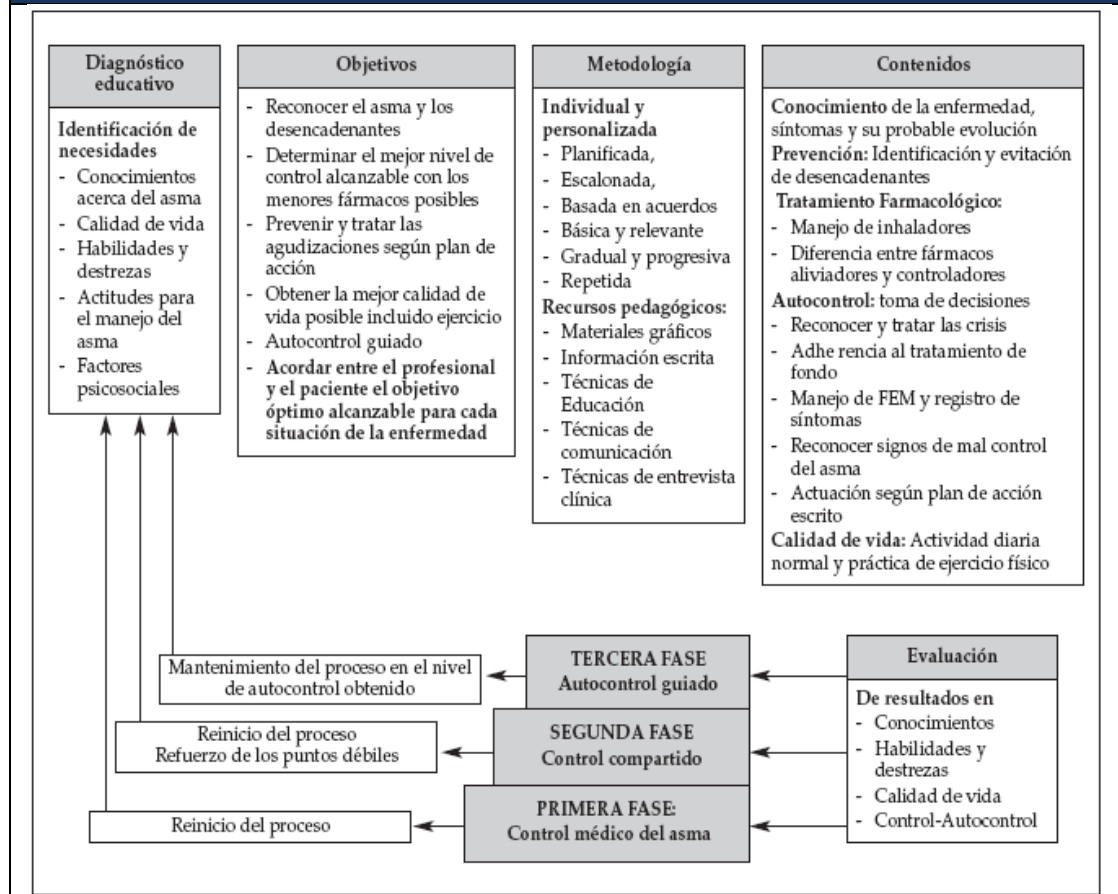 Diagnóstico
educativo
Identificación de
necesidades
- Conocimientos
acerca del asma
- Calidad de vida
- Habilidades y
destrezas
- Actitudes para
el manejo del
asma
- Factores
psicosociales
Objetivos
- Reconocer el asma y los
desencadenantes
- Determinar el mejor nivel de
control alcanzable con los
menores fármacos posibles
- Prevenir y tratar las
agudizaciones según plan de
acción
- Obtener la mejor calidad de
vida posible incluido ejercicio
- Autocontrol guiado
- Acordar entre el profesional
y el paciente el objetivo
óptimo alcanzable para cada
situación de la enfermedad
Metodología
Individual y
personalizada
- Planificada,
- Escalonada,
- Basada en acuerdos
- Básica y relevante
- Gradual y progresiva
- Repetida
Recursos pedagógicos:
- Materiales gráficos
- Información escrita
- Técnicas de
Educación
- Técnicas de
comunicación
- Técnicas de entrevista
clínica
Contenidos
Conocimiento de la enfermedad,
síntomas y su probable evolución
Prevención: Identificación y evitación
de desencadenantes
Tratamiento Farmacológico:
- Manejo de inhaladores
- Diferencia entre fármacos
aliviadores y controladores
Autocontrol: toma de decisiones
- Reconocer y tratar las crisis
- Adhe rencia al tratamiento de
fondo
- Manejo de FEM y registro de
síntomas
- Reconocer signos de mal control
del asma
- Actuación según plan de acción
escrito
Calidad de vida: Actividad diaria
normal y práctica de ejercicio físico
Mantenimiento del proceso en el nivel
de autocontrol obtenido
TERCERA FASE
Autocontrol guiado
Reinicio del proceso
Refuerzo de los puntos débiles
SEGUNDA FASE
Control compartido
Reinicio del proceso
PRIMERA FASE:
Control médico del asma
Evaluación
De resultados en
- Conocimientos
- Habilidades y
destrezas
- Calidad de vida
- Control-Autocontrol